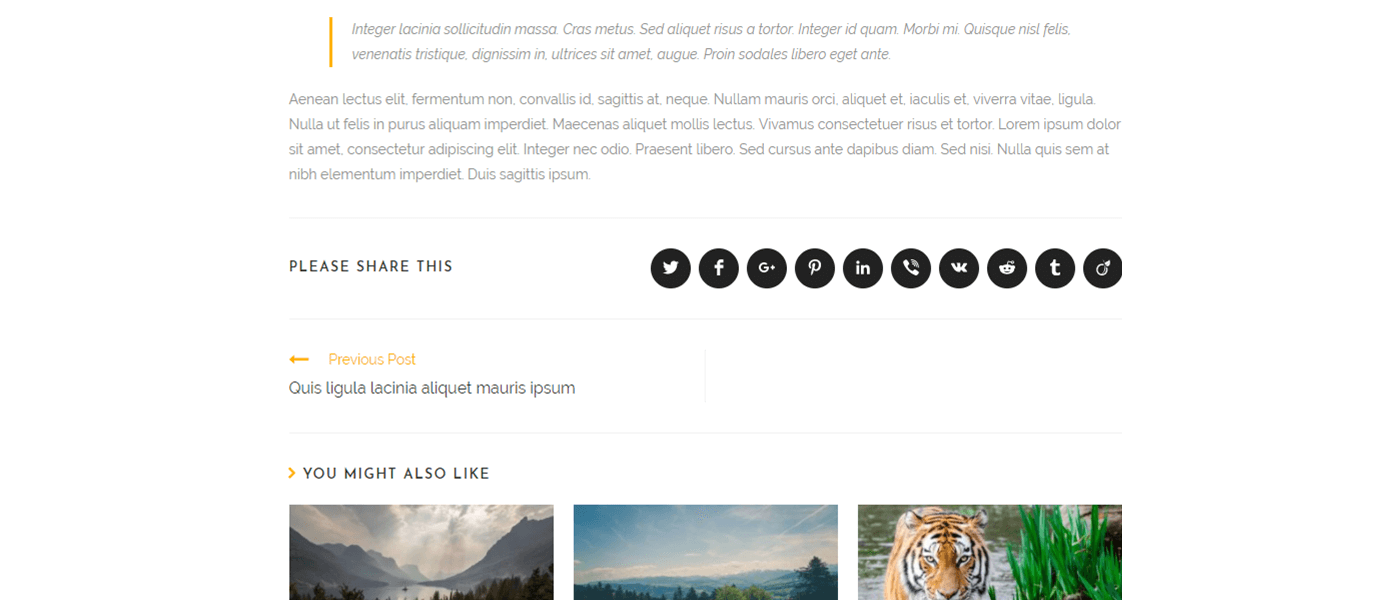 Integer lacinia sollicitudin massa. Cras metus. Sed aliquet risus a tortor. Integer id quam. Morbi mi. Quisque nisl felis,
venenatis tristique, dignissim in, ultrices sit amet, augue. Proin sodales libero eget ante.
Aenean lectus elit, fermentum non, convallis id, sagittis at, neque. Nullam mauris orci, aliquet et, iaculis et, viverra vitae, ligula.
Nulla ut felis in purus aliquam imperdiet. Maecenas aliquet mollis lectus. Vivamus consectetuer risus et tortor. Lorem ipsum dolor
sit amet, consectetur adipiscing elit. Integer nec odio. Praesent libero. Sed cursus ante dapibus diam. Sed nisi. Nulla quis sem at
nibh elementum imperdiet. Duis sagittis ipsum.
PLEASE SHARE THIS
Previous Post
Quis ligula lacinia aliquet mauris ipsum
YOU MIGHT ALSO LIKE